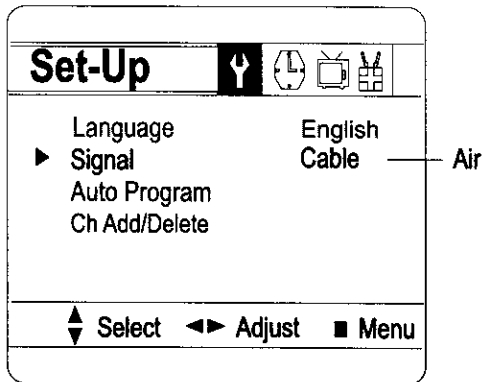 Set-Up
Language English
Signal Cable Air
Auto Program
Ch Add/Delete
Select Adjust Menu